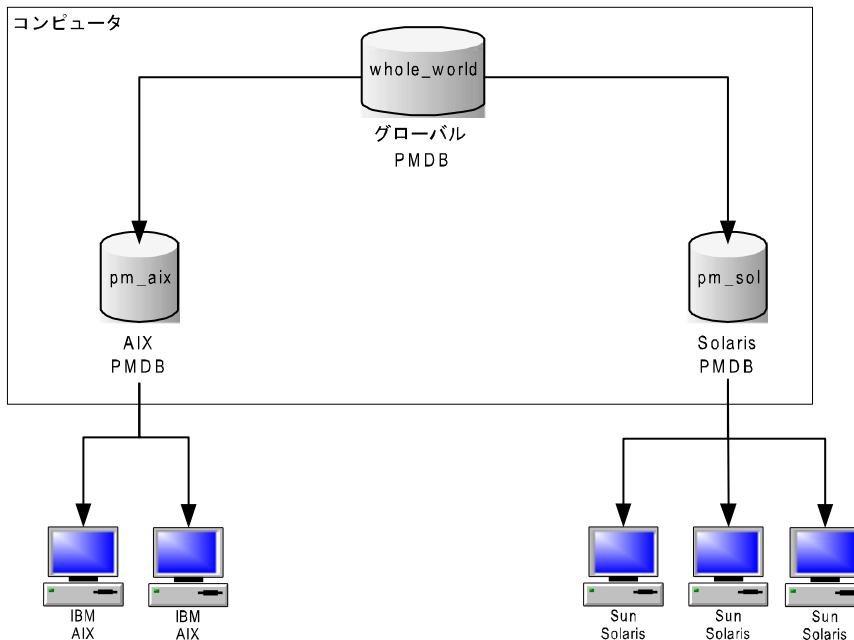 コンピュータ
whole_world
グローバル
PMDB
pm_aix
pm_sol
AIX
PMDB
Solaris
PMDB
IBM
AIX
IBM
AIX
Sun
Solaris
Sun
Solaris
Sun
Solaris